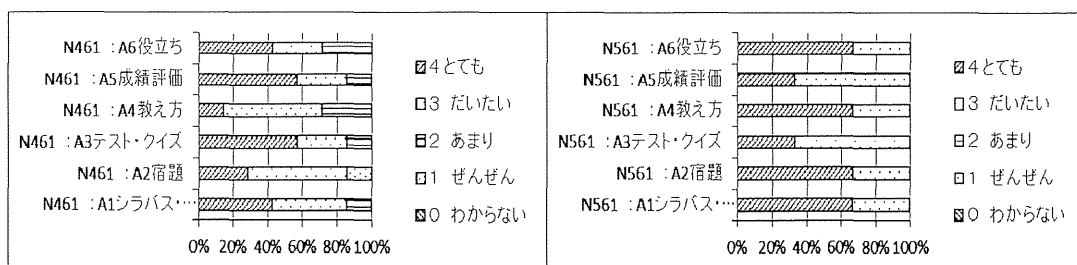 N461 :A6役立ち
N461 :A5成績評価
N461 :A4教え方
N461 :A3テスト・クイズ
N461 :A2宿題
N461 :A1シラバス・…
0% 20% 40% 60% 80% 100%
4とても
3 だいたい
2 あまり
1 ぜんぜん
0 わからない
N561 :A6役立ち
N561 :A5成績評価
N561 :A4教え方
N561 :A3テスト・クイズ
N561 :A2宿題
N561 :A1シラバス・…
0% 20% 40% 60% 80% 100%
4とても
3 だいたい
2 あまり
1 ぜんぜん
0 わからない